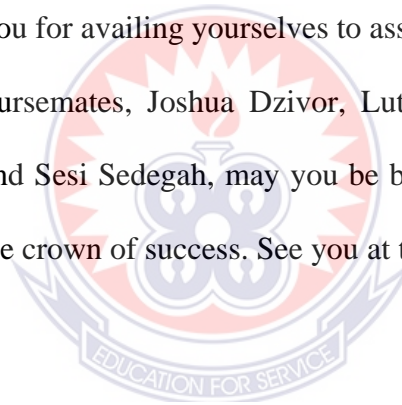 ou for availing yourselves to ass
ursemates, Joshua Dzivor, Lut
nd Sesi Sedegah, may you be b
e crown of success. See you at t
EDUCATION FOR SERVICE